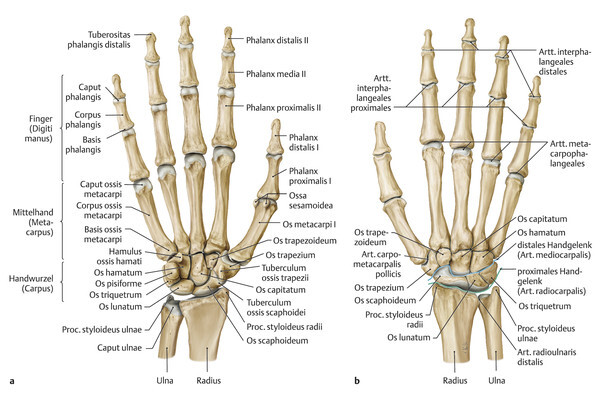 a
Tuberositas
phalangis distalis
Finger
(Digiti
manus)
Caput
phalangis
Corpus
phalangis
Basis
phalangis
Mittelhand
(Meta-
carpus)
Caput ossis
metacarpi
Corpus ossis
metacarpi
Basis ossis
metacarpi
Handwurzel
(Carpus)
Hamulus
ossis hamati
Os hamatum
Os pisiforme
Os triquetrum
Os lunatum
Proc. styloideus ulnae
Caput ulnae
Ulna
Radius
Phalanx distalis II
Phalanx media II
Phalanx proximalis II
Phalanx
distalis I
Phalanx
proximalis I
Ossa
sesamoidea
Os metacarpi I
Os trapezoideum
Os trapezium
Tuberculum
ossis trapezii
Os capitatum
Tuberculum
ossis scaphoidei
Proc. styloideus radii
Os scaphoideum
a
b
Artt.
interpha-
langeales
proximales
Artt. interpha-
langeales
distales
Artt. meta-
carpopha-
langeales
Os trape-
zoideum
Art. carpo-
metacarpalis
pollicis
Os trapezium
Os scaphoideum
Proc. styloideus
radii
Os lunatum
Os capitatum
Os hamatum
distales Handgelenk
(Art. mediocarpalis)
proximales Hand-
gelenk
(Art. radiocarpalis)
Os triquetrum
Proc. styloideus
ulnae
Art. radioulnaris
distalis
Radius
Ulna
b